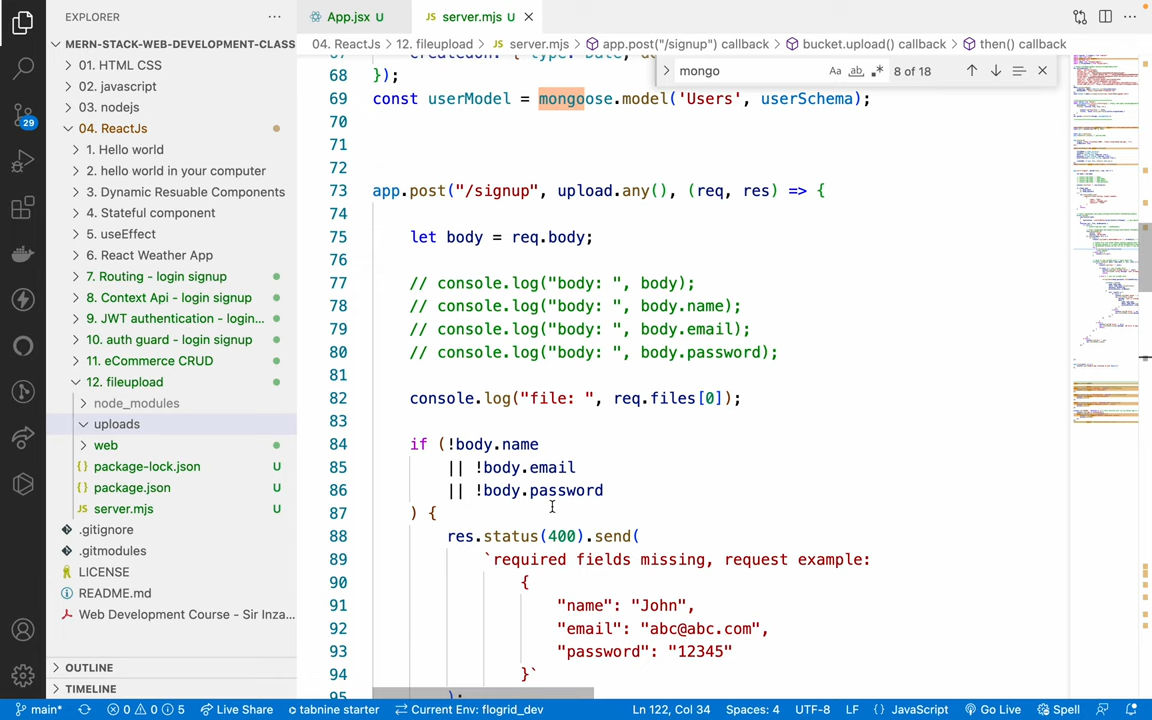 EXPLORER
App.jsx U
server.mjs U
MERN-STACK-WEB-DEVELOPMENT-CLASS
04. ReactJs > 12. fileupload > server.mjs > app.post("/signup") callback > bucket.upload() callback > then() callback
mongo
Aa
ab
8 of 18
01. HTML CSS
02. javascript
03. nodejs
04. ReactJs
1. Hello world
2. hello world in your computer
3. Dynamic Resuable Components
4. Stateful component
5. useEffect
6. React Weather App
7. Routing - login signup
8. Context Api - login signup
9. JWT authentication - login...
10. auth guard - login signup
11. eCommerce CRUD
12. fileupload
node_modules
uploads
web
package-lock.json U
package.json U
server.mjs U
.gitignore
.gitmodules
LICENSE
README.md
Web Development Course - Sir Inza...
OUTLINE
TIMELINE
29
68 });
69 const userModel = mongoose.model('Users', userSchema);
70
71
72
73 app.post("/signup", upload.any(), (req, res) => {
74
75 let body = req.body;
76
77 // console.log("body: ", body);
78 // console.log("body: ", body.name);
79 // console.log("body: ", body.email);
80 // console.log("body: ", body.password);
81
82 console.log("file: ", req.files[0]);
83
84 if (!body.name
85 || !body.email
86 || !body.password
87 ) {
88 res.status(400).send(
89 `required fields missing, request example:
90 {
91 "name": "John",
92 "email": "abc@abc.com",
93 "password": "12345"
94 }`
95 );
main*
0 0 5
Live Share
tabnine starter
Current Env: flogrid_dev
Ln 122, Col 34
Spaces: 4
UTF-8
LF
{} JavaScript
Go Live
Spell